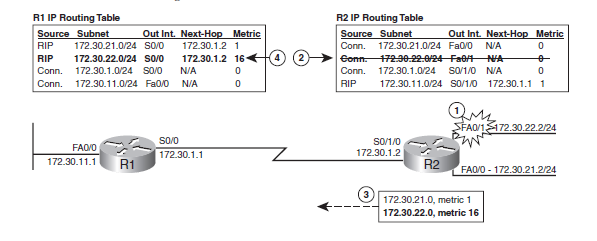 R1 IP Routing Table
Source Subnet Out Int. Next-Hop Metric
RIP 172.30.21.0/24 S0/0 172.30.1.2 1
RIP 172.30.22.0/24 S0/0 172.30.1.2 16
Conn. 172.30.1.0/24 S0/0 N/A 0
Conn. 172.30.11.0/24 Fa0/0 N/A 0
4
2
R2 IP Routing Table
Source Subnet Out Int. Next-Hop Metric
Conn. 172.30.21.0/24 Fa0/0 N/A 0
Conn. 172.30.22.0/24 Fa0/1 N/A 0
Conn. 172.30.1.0/24 S0/1/0 N/A 0
RIP 172.30.11.0/24 S0/1/0 172.30.1.1 1
1
FA0/1 172.30.22.2/24
FA0/0
172.30.11.1
R1
S0/0
172.30.1.1
S0/1/0
172.30.1.2
R2
FA0/0 - 172.30.21.2/24
3
172.30.21.0, metric 1
172.30.22.0, metric 16